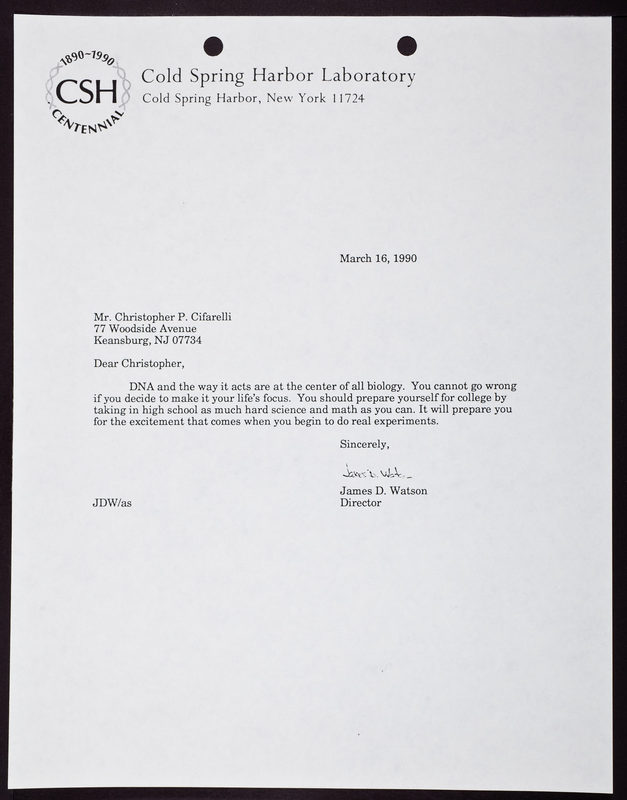 1890~1990
CSH
CENTENNIAL
Cold Spring Harbor Laboratory
Cold Spring Harbor, New York 11724
March 16, 1990
Mr. Christopher P. Cifarelli
77 Woodside Avenue
Keansburg, NJ 07734
Dear Christopher,
DNA and the way it acts are at the center of all biology. You cannot go wrong
if you decide to make it your life's focus. You should prepare yourself for college by
taking in high school as much hard science and math as you can. It will prepare you
for the excitement that comes when you begin to do real experiments.
Sincerely,
James D. Watson
Director
JDW/as